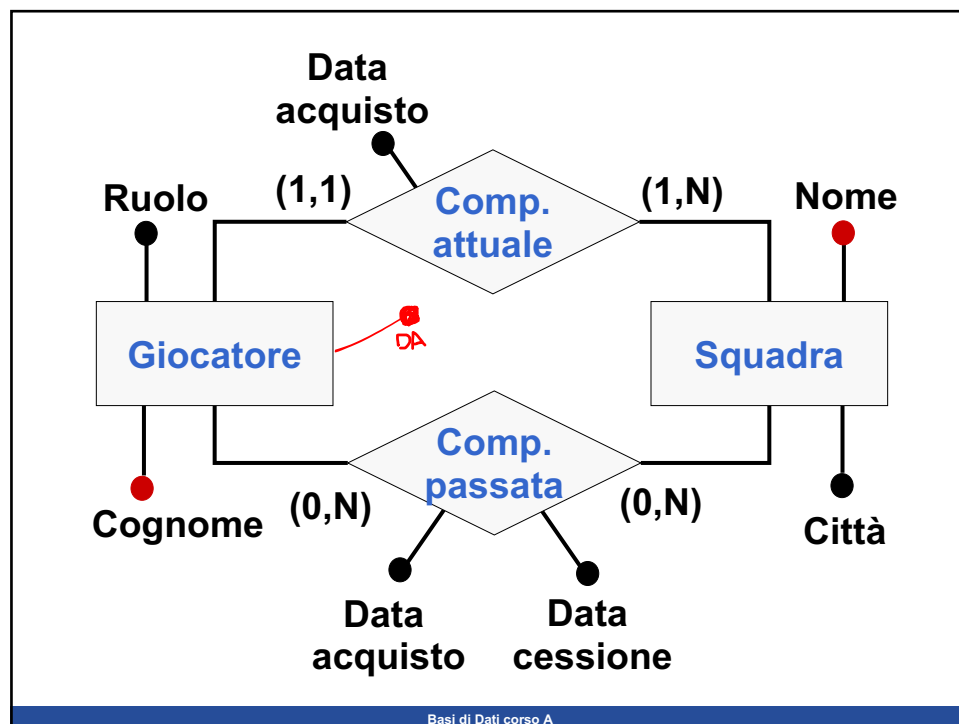 Data
acquisto
Ruolo
(1,1)
Comp.
attuale
(1,N)
Nome
Giocatore
DA
Squadra
Comp.
passata
Cognome
(0,N)
(0,N)
Città
Data
acquisto
Data
cessione
Basi di Dati corso A